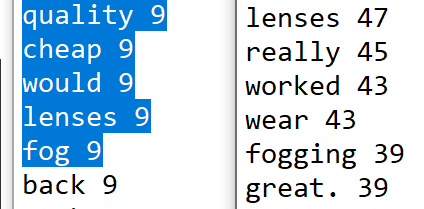 quality 9
cheap 9
would 9
lenses 9
fog 9
back 9
lenses 47
really 45
worked 43
wear 43
fogging 39
great. 39